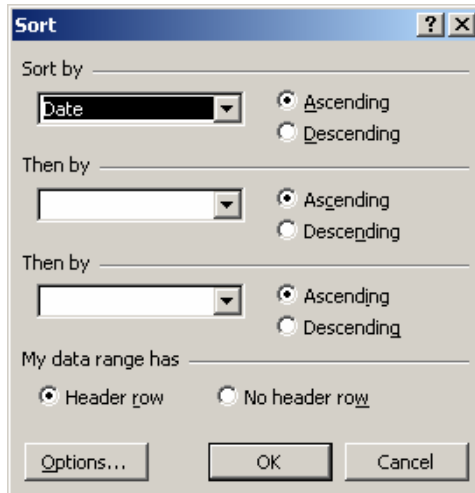 Sort
Sort by
Date
Ascending
Descending
Then by
Ascending
Descending
Then by
Ascending
Descending
My data range has
Header row
No header row
Options...
OK
Cancel